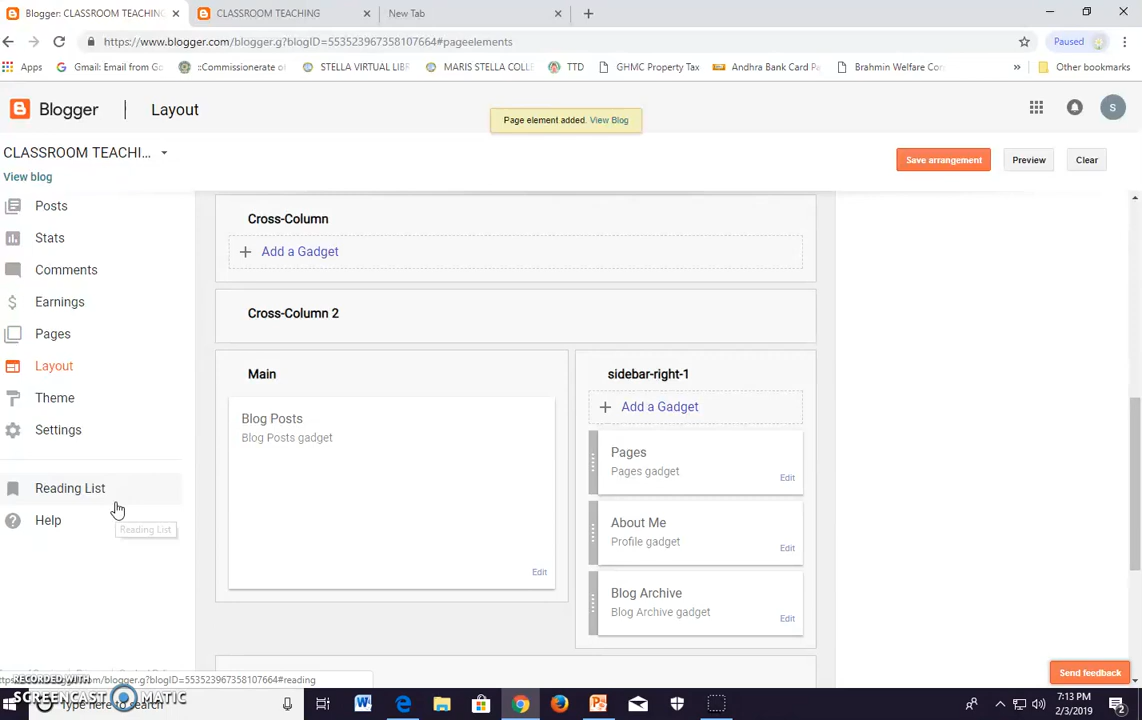 Blogger: CLASSROOM TEACHING
CLASSROOM TEACHING
New Tab
https://www.blogger.com/blogger.g?blogID=553523967358107664#pageelements
Paused
Apps
Gmail: Email from Go
::Commissionerate o
STELLA VIRTUAL LIBR
MARIS STELLA COLLE
TTD
GHMC Property Tax
Andhra Bank Card Pa
Brahmin Welfare Cor
»
Other bookmarks
Blogger
Layout
Page element added. View Blog
S
CLASSROOM TEACHI...
View blog
Save arrangement
Preview
Clear
Posts
Stats
Comments
Earnings
Pages
Layout
Theme
Settings
Reading List
Help
Reading List
Cross-Column
+ Add a Gadget
Cross-Column 2
Main
Blog Posts
Blog Posts gadget
Edit
sidebar-right-1
+ Add a Gadget
Pages
Pages gadget
Edit
About Me
Profile gadget
Edit
Blog Archive
Blog Archive gadget
Edit
Send feedback
blogger.com/blogger.g?blogID=553523967358107664#reading
RECORDED WITH
SCREENCAST MATIC
Type here to search
7:13 PM
2/3/2019
2